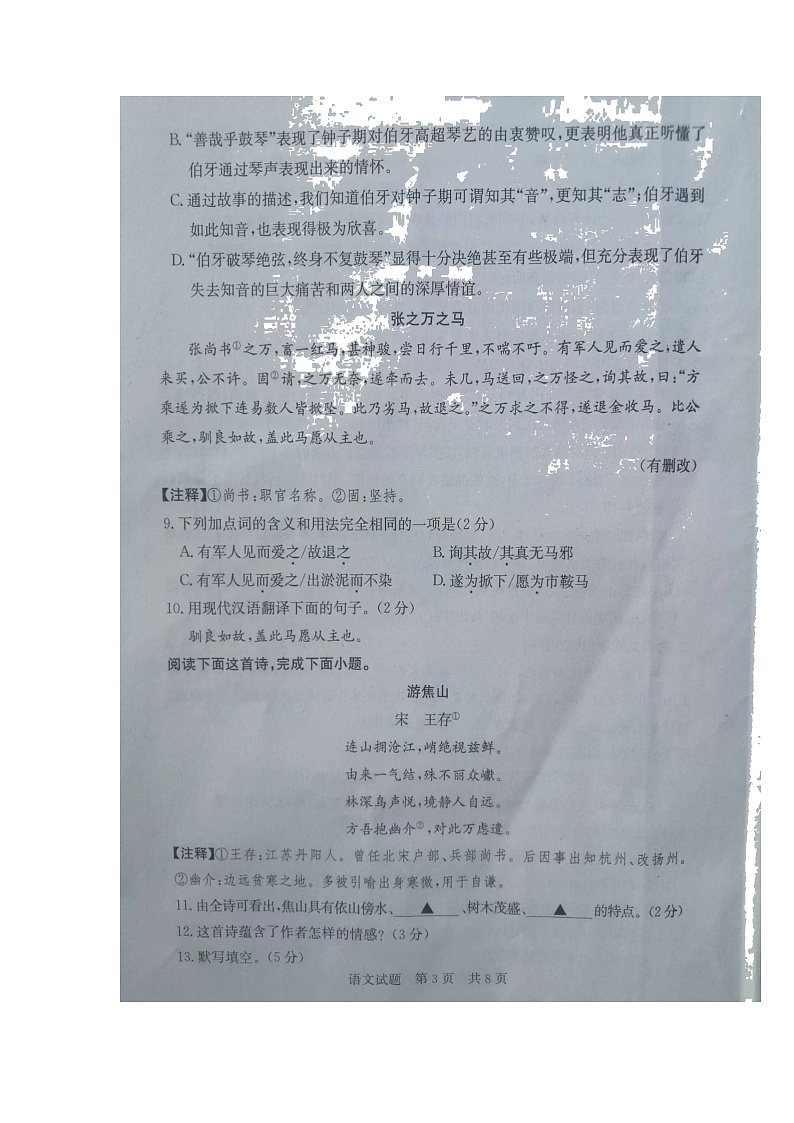 B.“善哉乎鼓琴”表现了钟子期对伯牙高超琴艺的由衷赞叹,更表明他真正听懂了
伯牙通过琴声表现出来的情怀。
C. 通过故事的描述,我们知道伯牙对钟子期可谓知其“音”,更知其“志”;伯牙遇到
如此知音,也表现得极为欣喜。
D.“伯牙破琴绝弦,终身不复鼓琴”显得十分决绝甚至有些极端,但充分表现了伯牙
失去知音的巨大痛苦和两人之间的深厚情谊。
张之万之马
张尚书①之万,畜一红马,甚神骏,尝日行千里,不喘不吁。有军人见而爱之,遣人
来买,公不许。固②请,之万无奈,遂牵而去。未几,马送回,之万怪之,询其故,曰:“方
乘遂为掀下连易数人皆掀坠。此乃劣马,故退之。”之万求之不得,遂退金收马。比公
乘之,驯良如故,盖此马愿从主也。
(有删改)
【注释】①尚书:职官名称。②固:坚持。
9. 下列加点词的含义和用法完全相同的一项是(2 分)
A. 有军人见而爱之/故退之 B. 询其故/其真无马邪
C. 有军人见而爱之/出淤泥而不染 D. 遂为掀下/愿为市鞍马
10. 用现代汉语翻译下面的句子。(2 分)
驯良如故,盖此马愿从主也。
阅读下面这首诗,完成下面小题。
游焦山
宋 王存①
连山拥沧江,峭绝视兹鲜。
由来一气结,殊不丽众巘。
林深鸟声悦,境静人自远。
方吾抱幽介②,对此万虑遣。
【注释】①王存:江苏丹阳人。曾任北宋户部、兵部尚书。后因事出知杭州、改扬州。
②幽介:边远贫寒之地。多被引喻出身寒微,用于自谦。
11. 由全诗可看出,焦山具有依山傍水、▲、树木茂盛、▲的特点。(2 分)
12. 这首诗蕴含了作者怎样的情感?(3 分)
13. 默写填空。(5 分)
语文试题 第 3 页 共 8 页